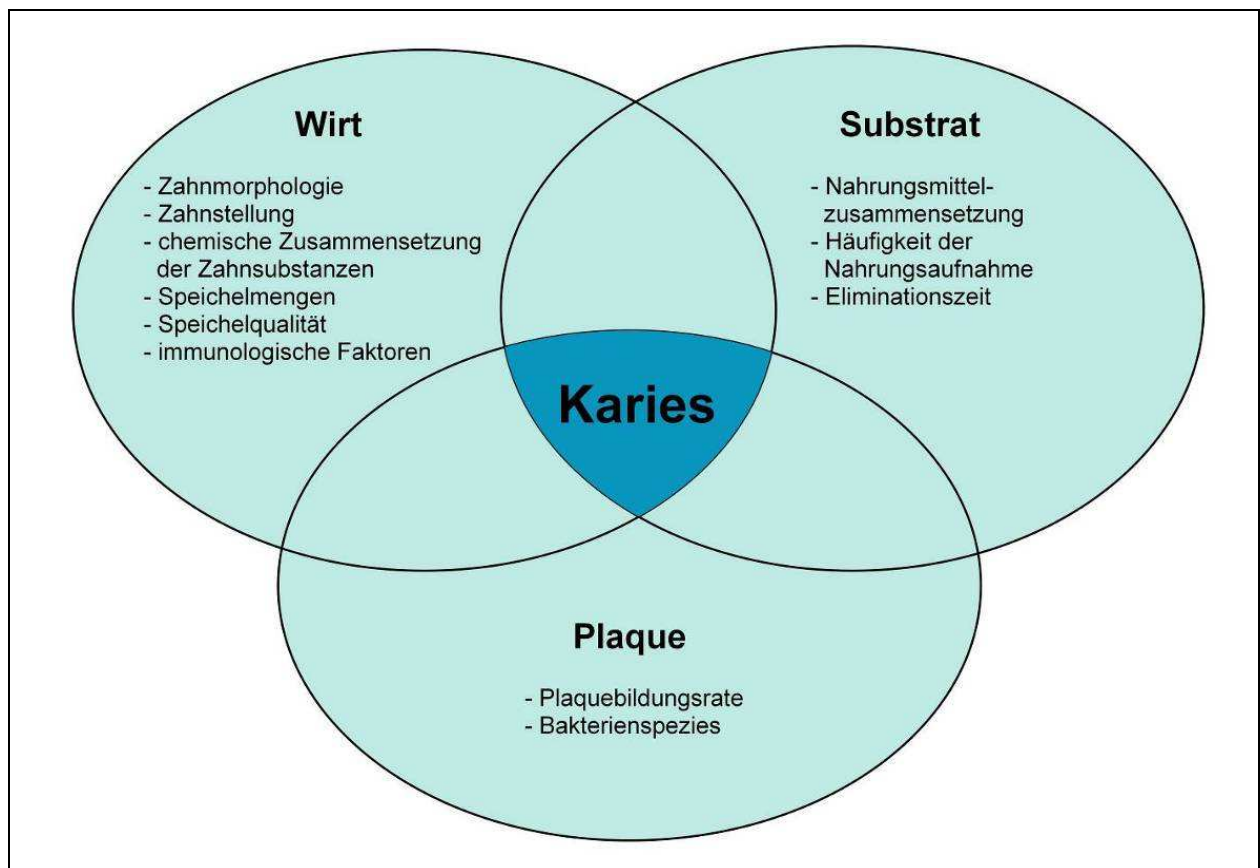 Wirt
- Zahnmorphologie
- Zahnstellung
- chemische Zusammensetzung
der Zahnsubstanzen
- Speichelmengen
- Speichelqualität
- immunologische Faktoren
Substrat
- Nahrungsmittel-
zusammensetzung
- Häufigkeit der
Nahrungsaufnahme
- Eliminationszeit
Karies
Plaque
- Plaquebildungsrate
- Bakterienspezies